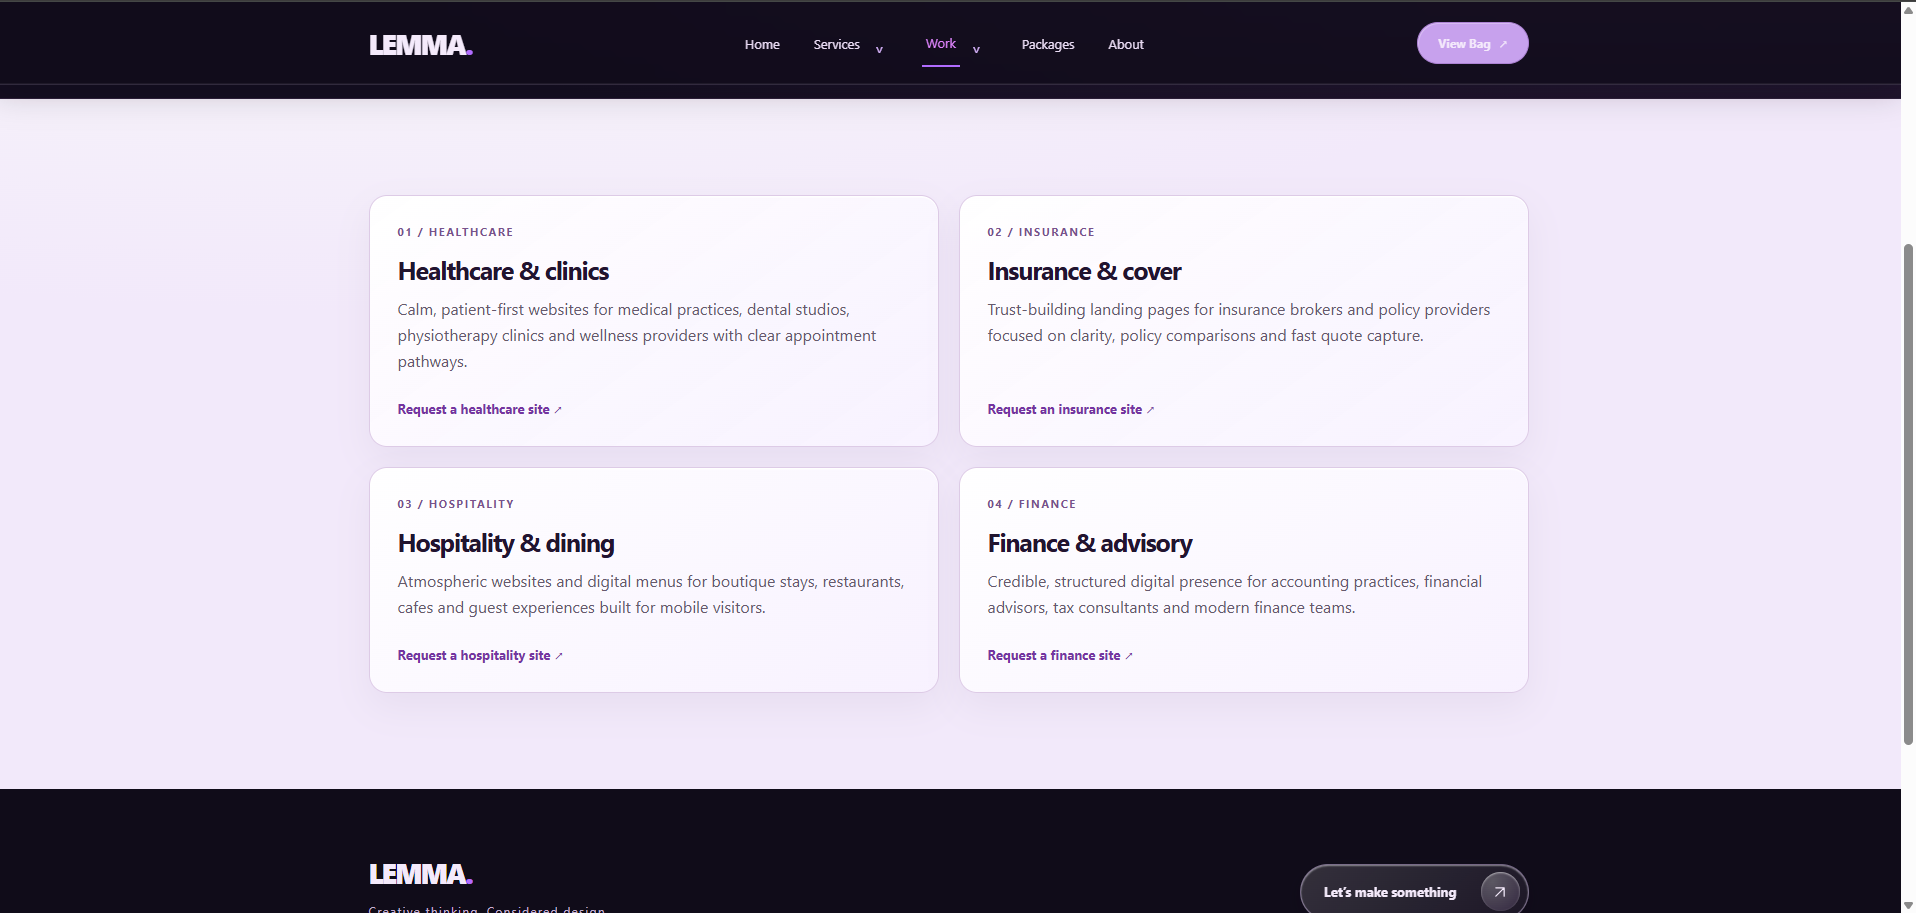 LEMMA.
Home
Services v
Work v
Packages
About
View Bag ↗
01 / HEALTHCARE
Healthcare & clinics
Calm, patient-first websites for medical practices, dental studios,
physiotherapy clinics and wellness providers with clear appointment
pathways.
Request a healthcare site ↗
02 / INSURANCE
Insurance & cover
Trust-building landing pages for insurance brokers and policy providers
focused on clarity, policy comparisons and fast quote capture.
Request an insurance site ↗
03 / HOSPITALITY
Hospitality & dining
Atmospheric websites and digital menus for boutique stays, restaurants,
cafes and guest experiences built for mobile visitors.
Request a hospitality site ↗
04 / FINANCE
Finance & advisory
Credible, structured digital presence for accounting practices, financial
advisors, tax consultants and modern finance teams.
Request a finance site ↗
LEMMA.
Creative thinking. Considered design.
Let's make something ↗